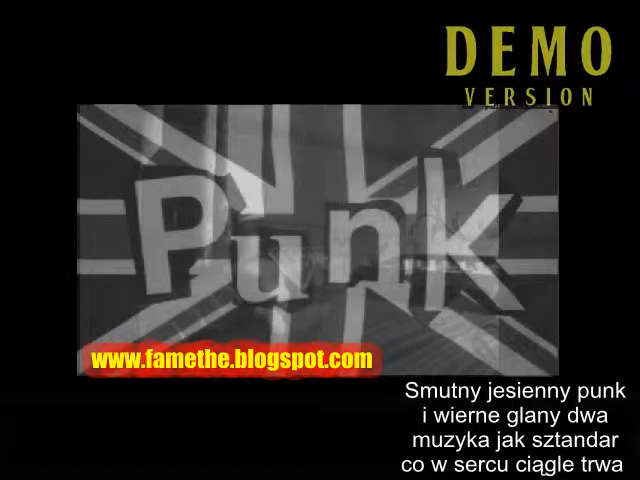 DEMO
VERSION
Punk
www.famethe.blogspot.com
Smutny jesienny punk
i wierne glany dwa
muzyka jak sztandar
co w sercu ciągle trwa